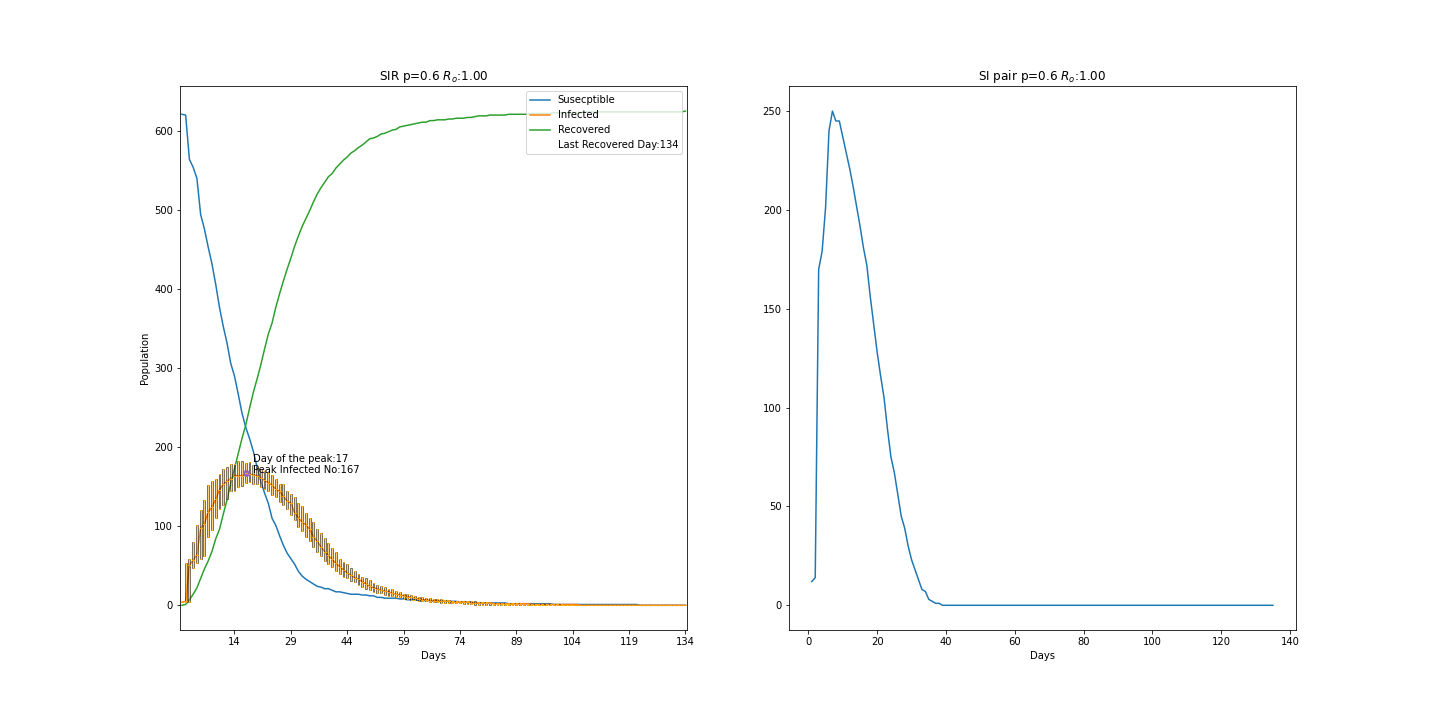 SIR p=0.6 Rₒ:1.00
Susecptible
Infected
Recovered
Last Recovered Day:134
600
500
400
300
200
100
0
Population
Day of the peak:17
Peak Infected No:167
14 29 44 59 74 89 104 119 134
Days
SI pair p=0.6 Rₒ:1.00
250
200
150
100
50
0
0 20 40 60 80 100 120 140
Days